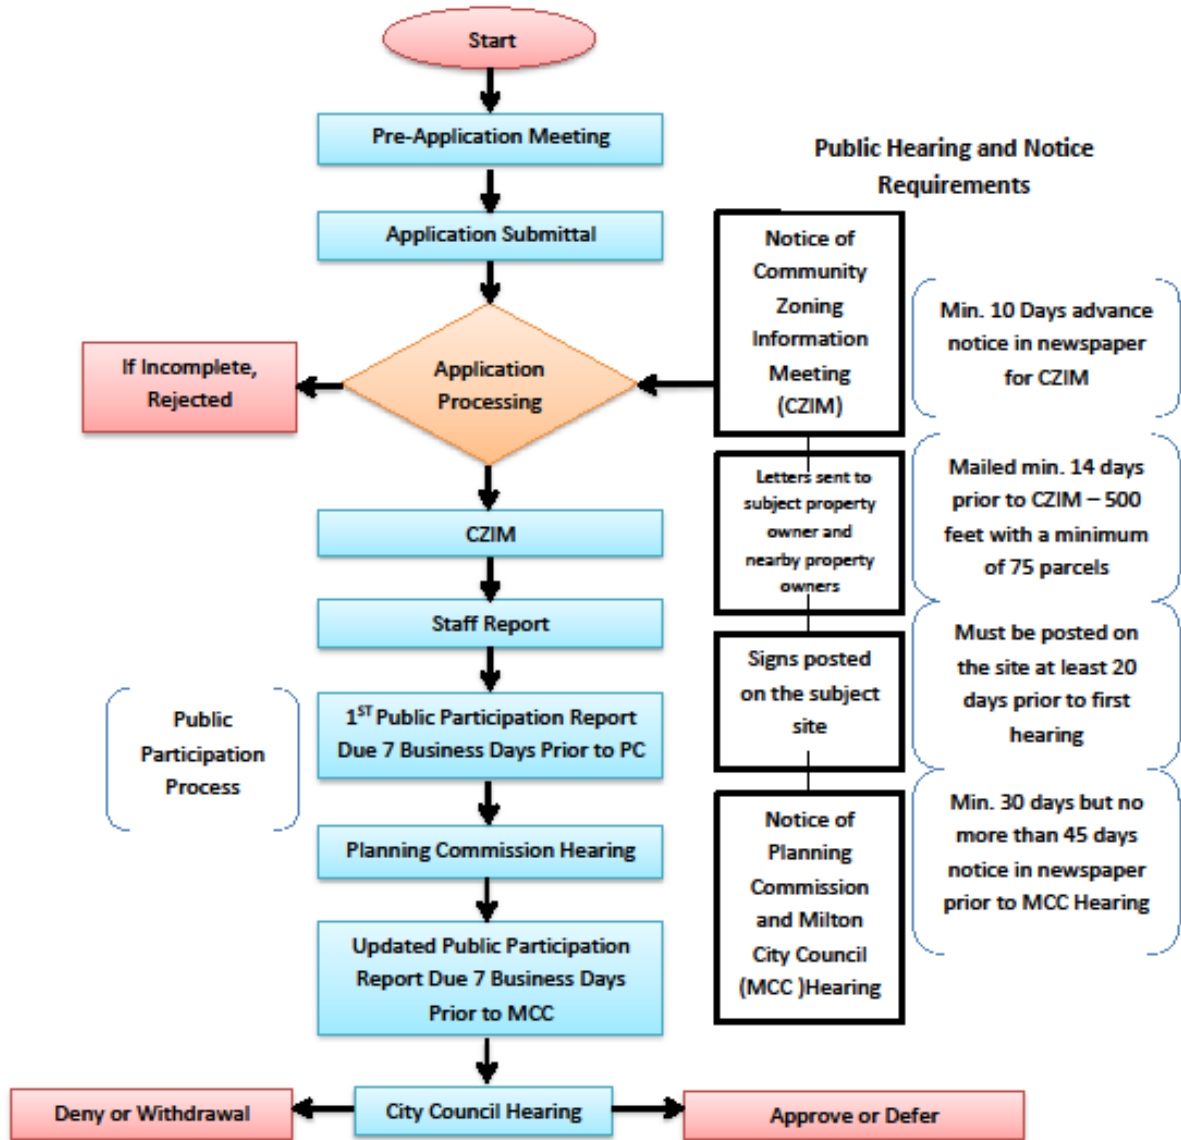 Start
Pre-Application Meeting
Application Submittal
Application
Processing
If Incomplete,
Rejected
CZIM
Staff Report
Public
Participation
Process
1ST Public Participation Report
Due 7 Business Days Prior to PC
Planning Commission Hearing
Updated Public Participation
Report Due 7 Business Days
Prior to MCC
Deny or Withdrawal
City Council Hearing
Approve or Defer
Public Hearing and Notice
Requirements
Notice of
Community
Zoning
Information
Meeting
(CZIM)
Min. 10 Days advance
notice in newspaper
for CZIM
Letters sent to
subject property
owner and
nearby property
owners
Mailed min. 14 days
prior to CZIM – 500
feet with a minimum
of 75 parcels
Signs posted
on the subject
site
Must be posted on
the site at least 20
days prior to first
hearing
Notice of
Planning
Commission
and Milton
City Council
(MCC )Hearing
Min. 30 days but no
more than 45 days
notice in newspaper
prior to MCC Hearing